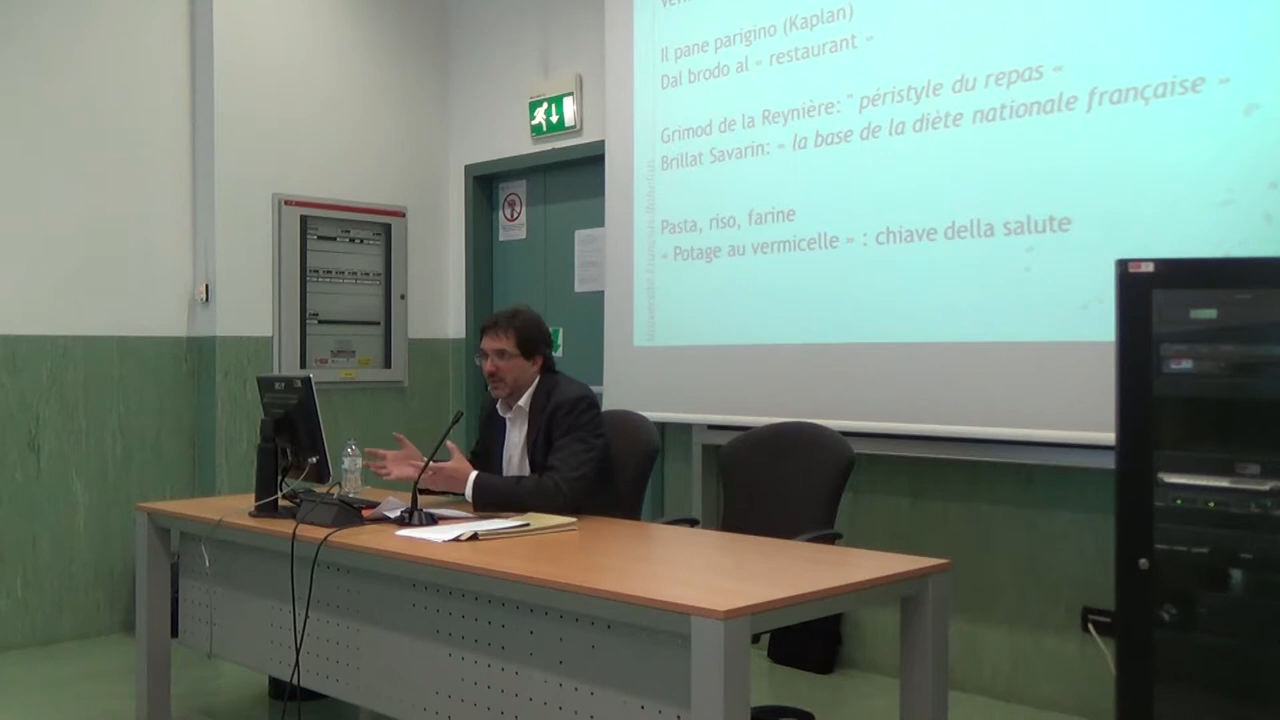 Il pane parigino (Kaplan)
Dal brodo al « restaurant «
Grimod de la Reynière: " péristyle du repas «
Brillat Savarin: « la base de la diète nationale française »
Pasta, riso, farine
« Potage au vermicelle » : chiave della salute